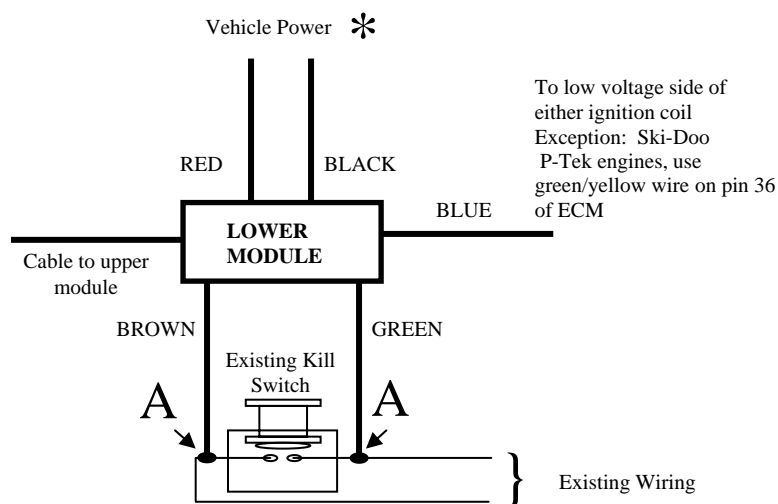 Vehicle Power *
To low voltage side of
either ignition coil
Exception: Ski-Doo
P-Tek engines, use
green/yellow wire on pin 36
of ECM
RED
BLACK
BLUE
LOWER
MODULE
Cable to upper
module
BROWN
GREEN
Existing Kill
Switch
A
A
Existing Wiring